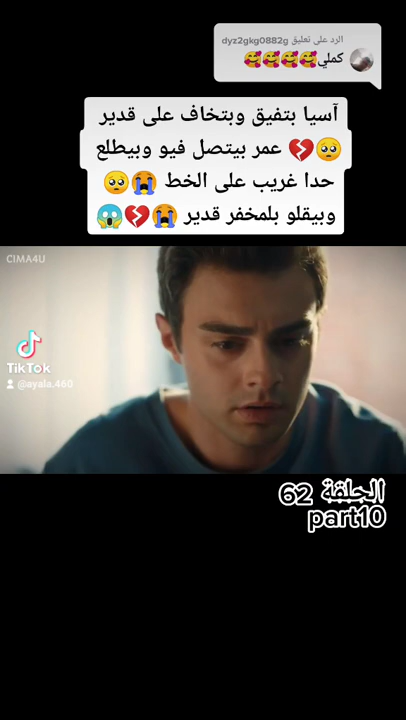 الرد على تعليق dyz2gkg0882g
كملي🥰🥰🥰🥰
آسيا بتفيق وبتخاف على قدير
🥺💔 عمر بيتصل فيو وبيطلع
حدا غريب على الخط 😭🥺
وبيقلو بلمخفر قدير 😭💔😱
CIMA4U
TikTok
@ayala.460
الحلقة 62
part10